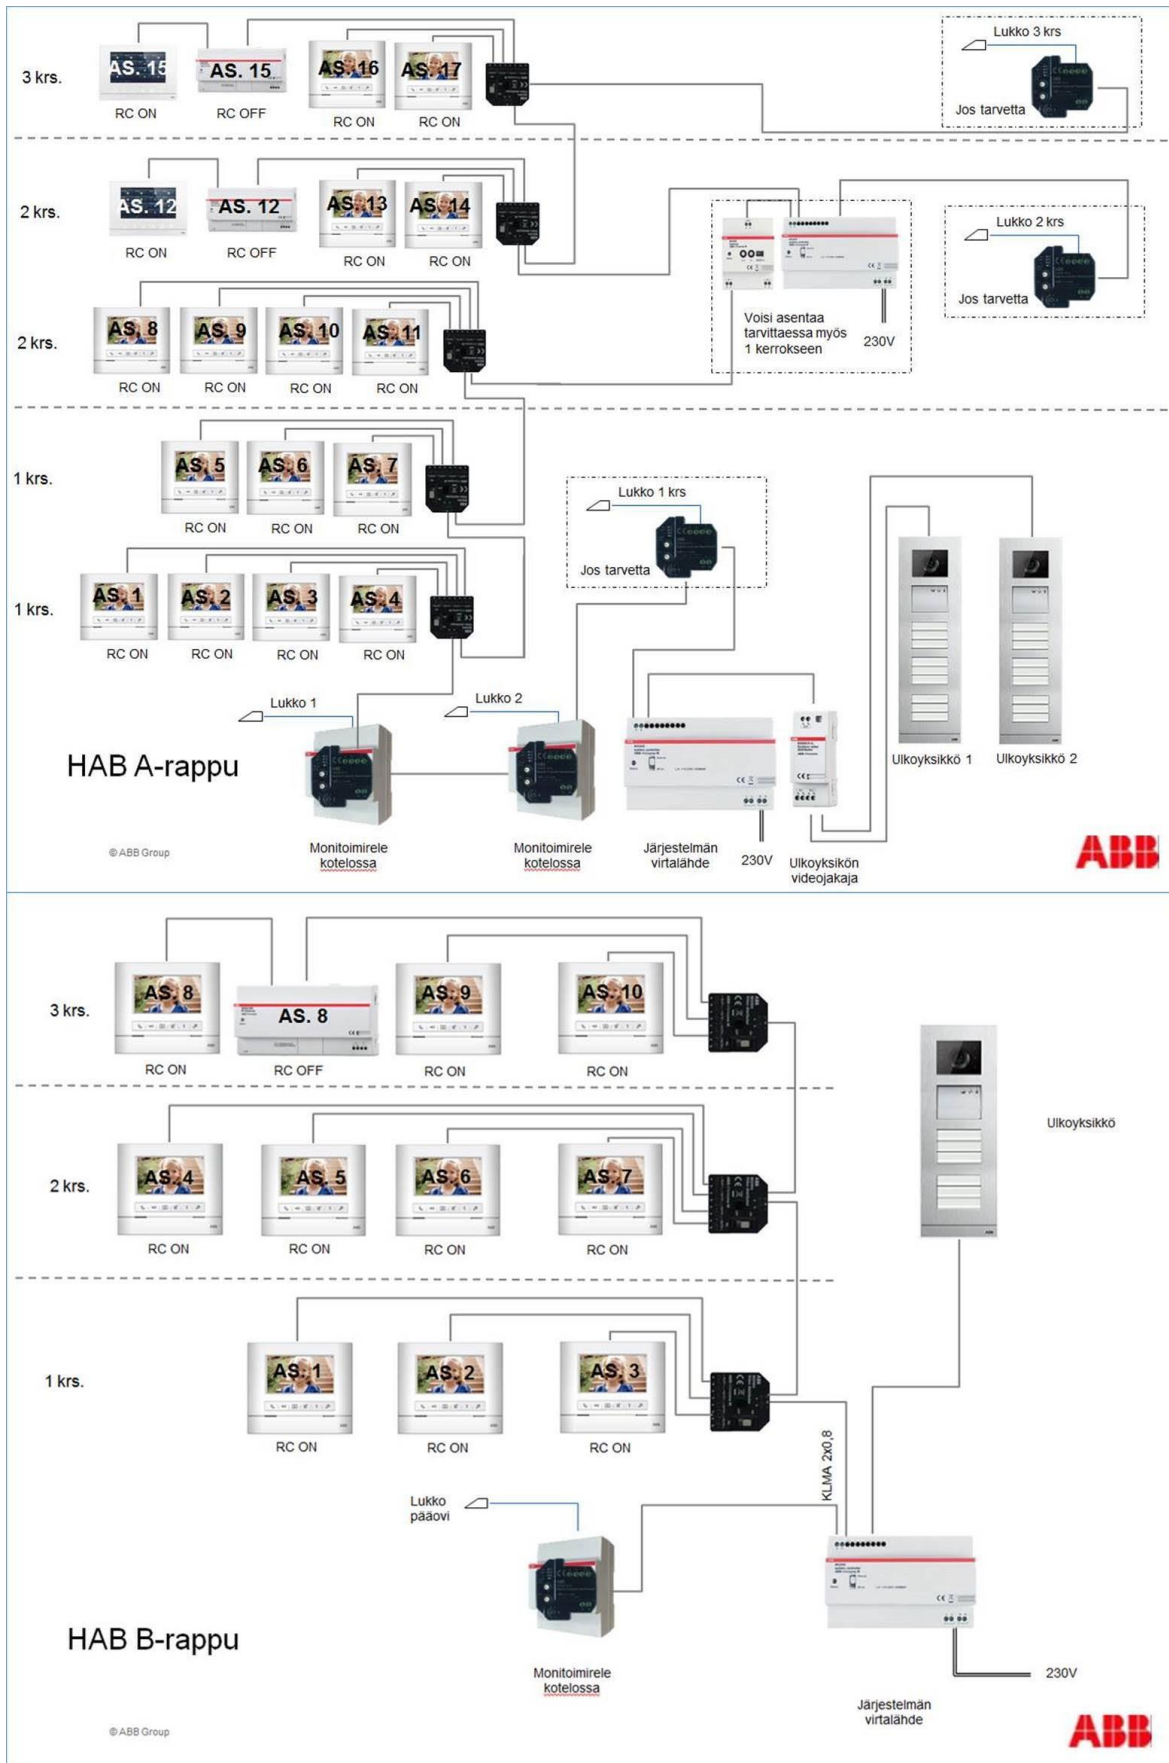 3 krs.
AS. 15
RC ON
AS. 15
RC OFF
AS. 16
RC ON
AS. 17
RC ON
Lukko 3 krs
Jos tarvetta
2 krs.
AS. 12
RC ON
AS. 12
RC OFF
AS. 13
RC ON
AS. 14
RC ON
Voisi asentaa
tarvittaessa myös
1 kerrokseen
230V
Lukko 2 krs
Jos tarvetta
2 krs.
AS. 8
RC ON
AS. 9
RC ON
AS. 10
RC ON
AS. 11
RC ON
1 krs.
AS. 5
RC ON
AS. 6
RC ON
AS. 7
RC ON
Lukko 1 krs
Jos tarvetta
1 krs.
AS. 1
RC ON
AS. 2
RC ON
AS. 3
RC ON
AS. 4
RC ON
Lukko 1
Lukko 2
HAB A-rappu
Monitoimirele
kotelossa
Monitoimirele
kotelossa
Järjestelmän
virtalähde
230V
Ulkoyksikön
videojakaja
Ulkoyksikkö 1
Ulkoyksikkö 2
© ABB Group
ABB
3 krs.
AS. 8
RC ON
AS. 8
RC OFF
AS. 9
RC ON
AS. 10
RC ON
Ulkoyksikkö
2 krs.
AS. 4
RC ON
AS. 5
RC ON
AS. 6
RC ON
AS. 7
RC ON
1 krs.
AS. 1
RC ON
AS. 2
RC ON
AS. 3
RC ON
KLMA 2x0,8
Lukko
pääovi
HAB B-rappu
Monitoimirele
kotelossa
230V
Järjestelmän
virtalähde
© ABB Group
ABB